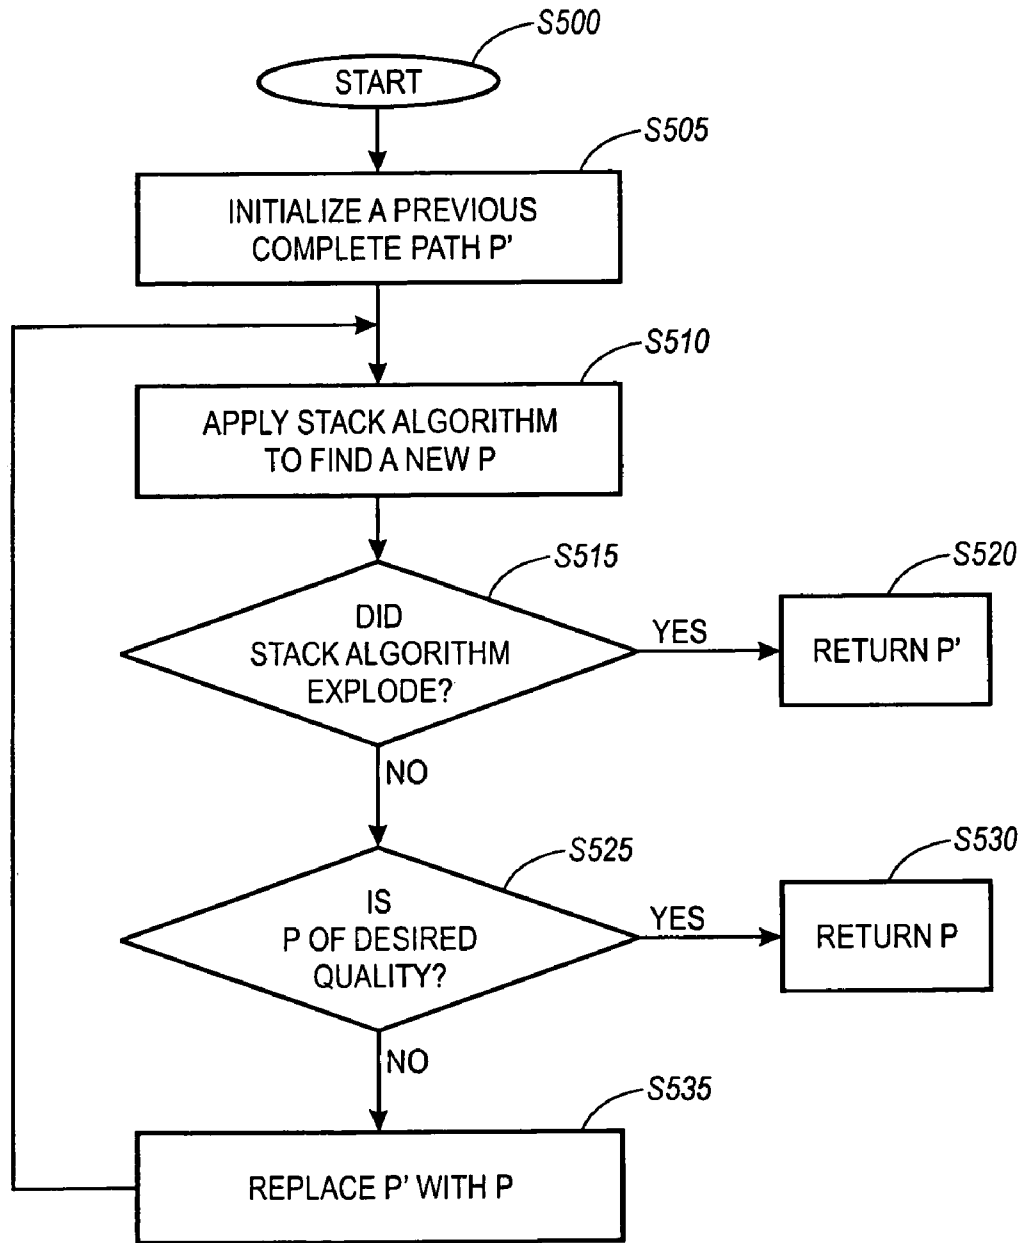 S500
START
S505
INITIALIZE A PREVIOUS
COMPLETE PATH P'
S510
APPLY STACK ALGORITHM
TO FIND A NEW P
S515
DID
STACK ALGORITHM
EXPLODE?
YES
S520
RETURN P'
NO
S525
IS
P OF DESIRED
QUALITY?
YES
S530
RETURN P
NO
S535
REPLACE P' WITH P